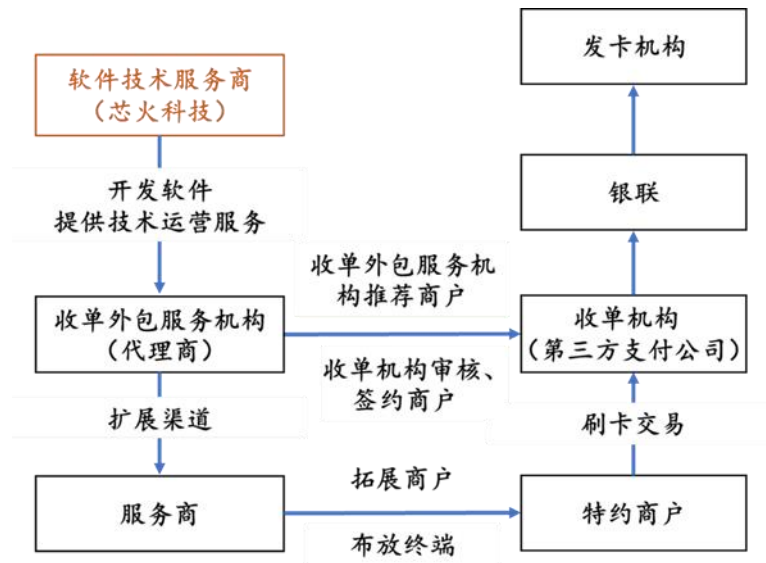 发卡机构
软件技术服务商
（芯火科技）
银联
开发软件
提供技术运营服务
收单外包服务机
构推荐商户
收单外包服务机构
（代理商）
收单机构
（第三方支付公司）
收单机构审核、
签约商户
扩展渠道
刷卡交易
服务商
拓展商户
布放终端
特约商户